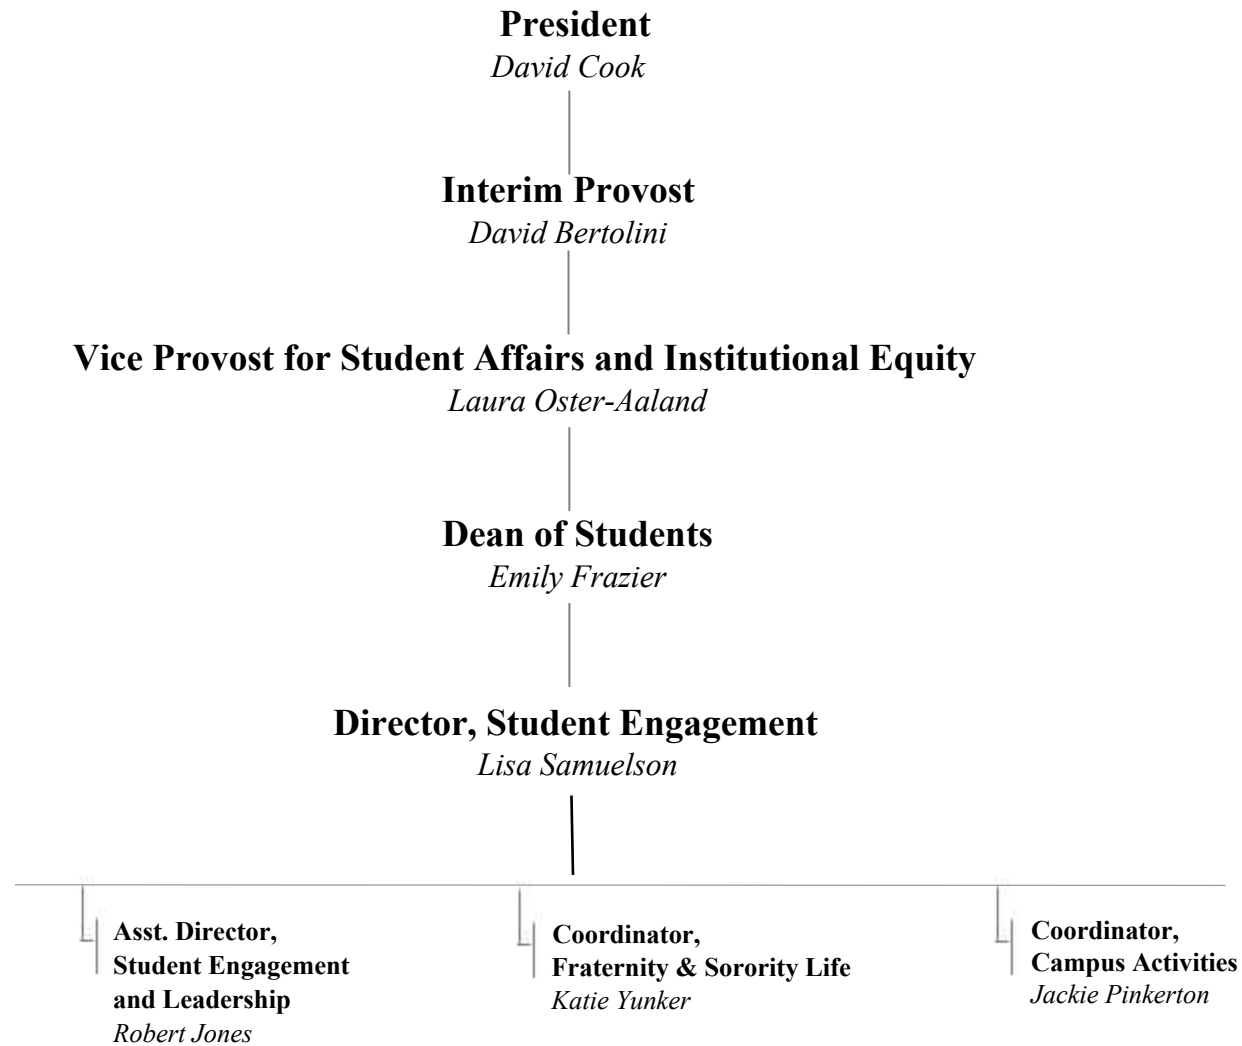 President
David Cook
Interim Provost
David Bertolini
Vice Provost for Student Affairs and Institutional Equity
Laura Oster-Aaland
Dean of Students
Emily Frazier
Director, Student Engagement
Lisa Samuelson
Asst. Director,
Student Engagement
and Leadership
Robert Jones
Coordinator,
Fraternity & Sorority Life
Katie Yunker
Coordinator,
Campus Activities
Jackie Pinkerton